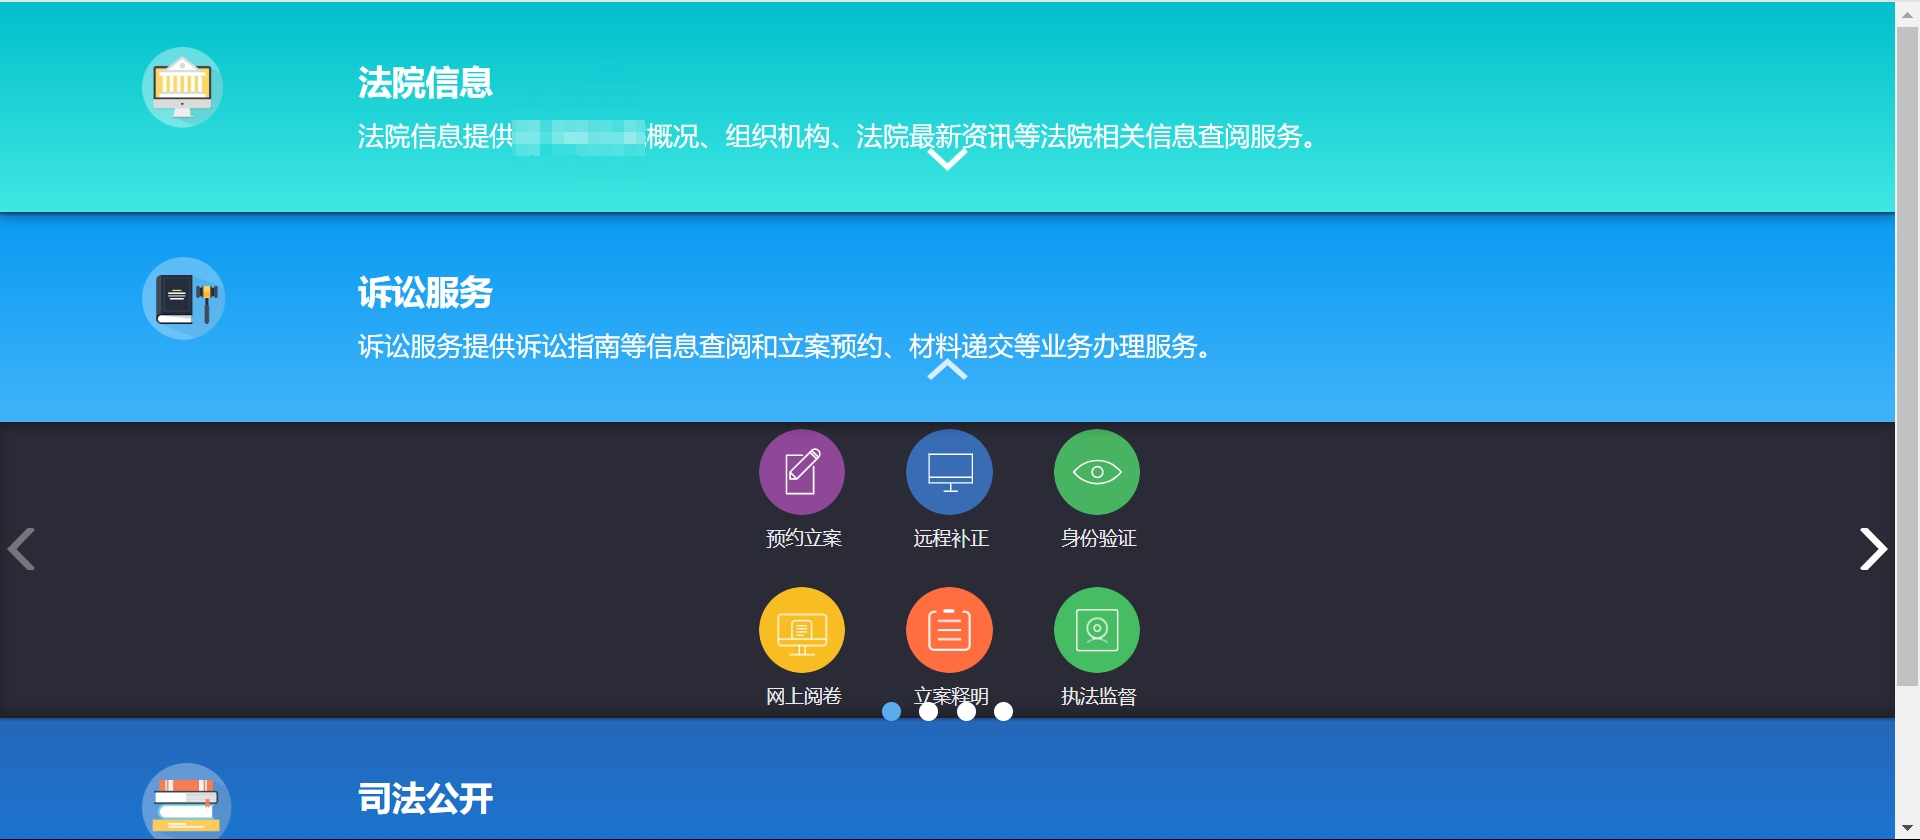 法院信息
法院信息提供概况、组织机构、法院最新资讯等法院相关信息查阅服务。
诉讼服务
诉讼服务提供诉讼指南等信息查阅和立案预约、材料递交等业务办理服务。
预约立案 远程补正 身份验证
网上阅卷 立案释明 执法监督
司法公开